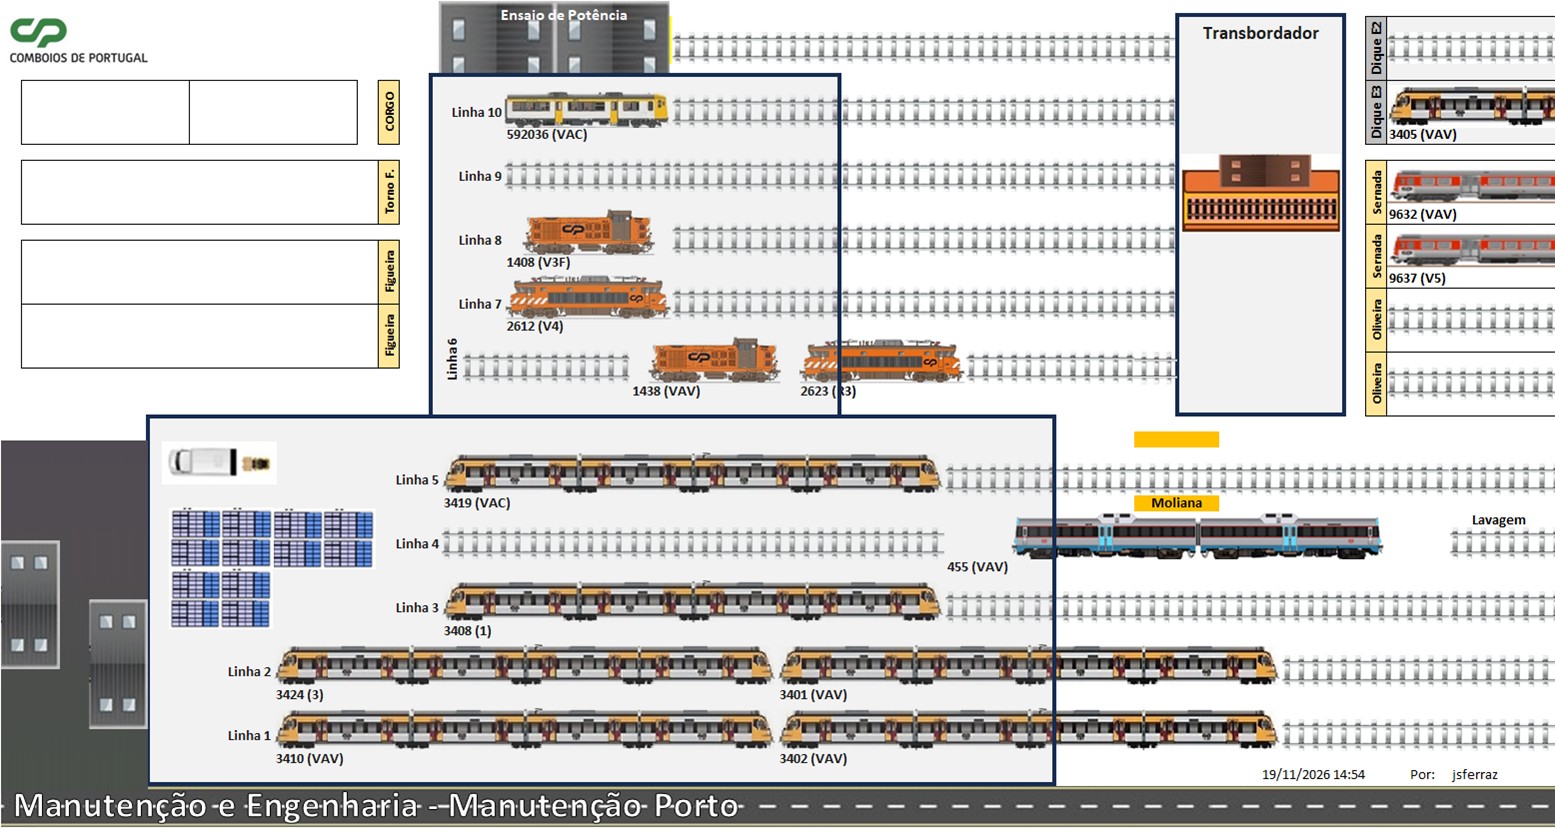 Ensaio de Potência
Transbordador
Dique E2
COMBOIOS DE PORTUGAL
CORGO
Linha 10
592036 (VAC)
Dique E3
3405 (VAV)
Torno F.
Linha 9
Sernada
9632 (VAV)
Linha 8
1408 (V3F)
Figueira
Sernada
9637 (V5)
Linha 7
2612 (V4)
Figueira
Oliveira
Linha 6
1438 (VAV)
2623 (R3)
Oliveira
Linha 5
3419 (VAC)
Moliana
Lavagem
Linha 4
455 (VAV)
Linha 3
3408 (1)
Linha 2
3424 (3)
3401 (VAV)
Linha 1
3410 (VAV)
3402 (VAV)
19/11/2026 14:54 Por: jsferraz
Manutenção e Engenharia - Manutenção Porto